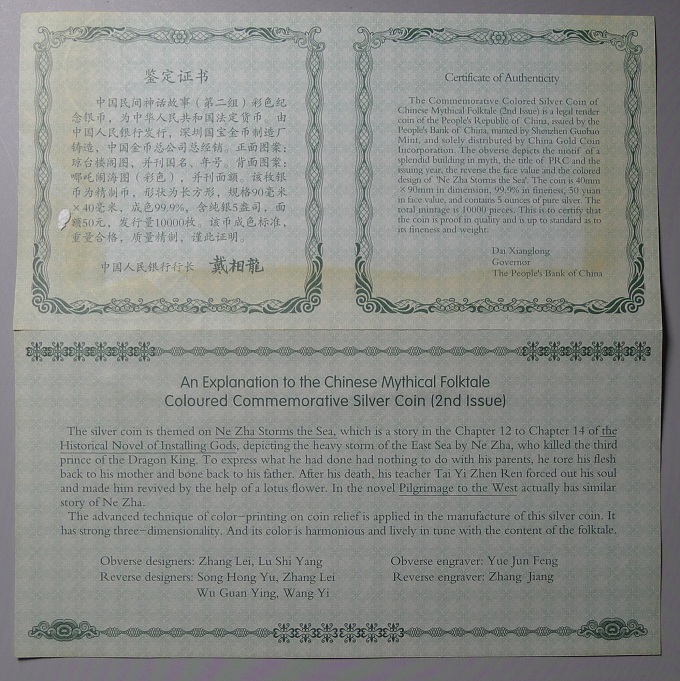 鉴定证书
中国民间神话故事（第二组）彩色纪
念银币，为中华人民共和国法定货币。由
中国人民银行发行，深圳国宝金币制造厂
铸造，中国金币总公司总经销。正面图案：
琼台楼阁图，并刊国名、年号。背面图案：
哪吒闹海图（彩色），并刊面额。该枚银
币为精制币，形状为长方形，规格90毫米
×40毫米，成色99.9%，含纯银5盎司，面
额50元，发行量10000枚。该币成色标准，
重量合格，质量精制，谨此证明。
中国人民银行行长 戴相龍
Certificate of Authenticity
The Commemorative Colored Silver Coin of
Chinese Mythical Folktale (2nd Issue) is a legal tender
coin of the People's Republic of China, issued by the
People's Bank of China, minted by Shenzhen Guobao
Mint, and solely distributed by China Gold Coin
Incorporation. The obverse depicts the motif of a
splendid building in myth, the title of PRC and the
issuing year, the reverse the face value and the colored
design of 'Ne Zha Storms the Sea'. The coin is 40mm
×90mm in dimension, 99.9% in fineness, 50 yuan
in face value, and contains 5 ounces of pure silver. The
total mintage is 10000 pieces. This is to certify that
the coin is proof in quality and is up to standard as to
its fineness and weight.
Dai Xianglong
Governor
The People's Bank of China
An Explanation to the Chinese Mythical Folktale
Coloured Commemorative Silver Coin (2nd Issue)
The silver coin is themed on Ne Zha Storms the Sea, which is a story in the Chapter 12 to Chapter 14 of the
Historical Novel of Installing Gods, depicting the heavy storm of the East Sea by Ne Zha, who killed the third
prince of the Dragon King. To express what he had done had nothing to do with his parents, he tore his flesh
back to his mother and bone back to his father. After his death, his teacher Tai Yi Zhen Ren forced out his soul
and made him revived by the help of a lotus flower. In the novel Pilgrimage to the West actually has similar
story of Ne Zha.
The advanced technique of color-printing on coin relief is applied in the manufacture of this silver coin. It
has strong three-dimensionality. And its color is harmonious and lively in tune with the content of the folktale.
Obverse designers: Zhang Lei, Lu Shi Yang
Obverse engraver: Yue Jun Feng
Reverse designers: Song Hong Yu, Zhang Lei
Reverse engraver: Zhang Jiang
Wu Guan Ying, Wang Yi